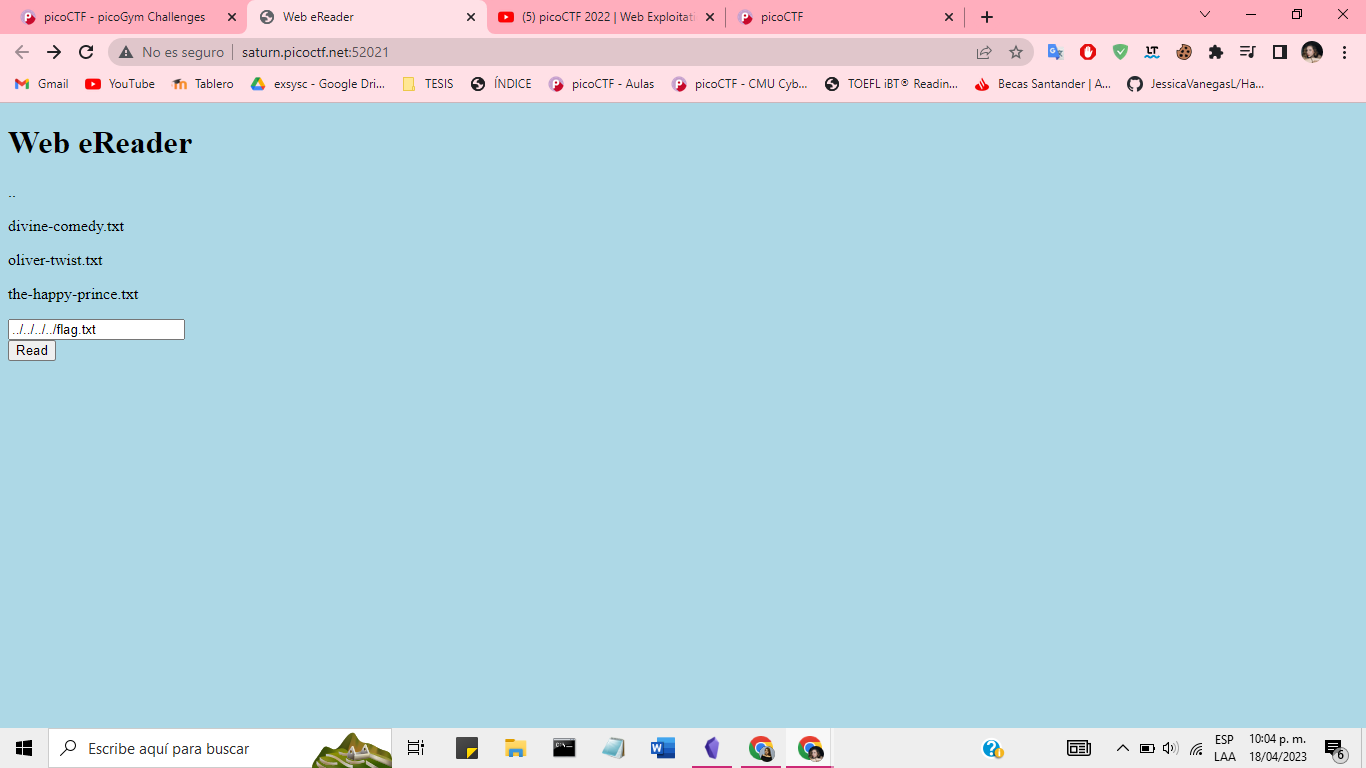 picoCTF - picoGym Challenges
Web eReader
(5) picoCTF 2022 | Web Exploitati
picoCTF
No es seguro
saturn.picoctf.net:52021
LT
Gmail
YouTube
Tablero
exsysc - Google Dri...
TESIS
ÍNDICE
picoCTF - Aulas
picoCTF - CMU Cyb...
TOEFL iBT® Readin...
Becas Santander | A...
JessicaVanegasL/Ha...
Web eReader
..
divine-comedy.txt
oliver-twist.txt
the-happy-prince.txt
../../../../flag.txt
Read
Escribe aquí para buscar
ESP
LAA
10:04 p. m.
18/04/2023
6